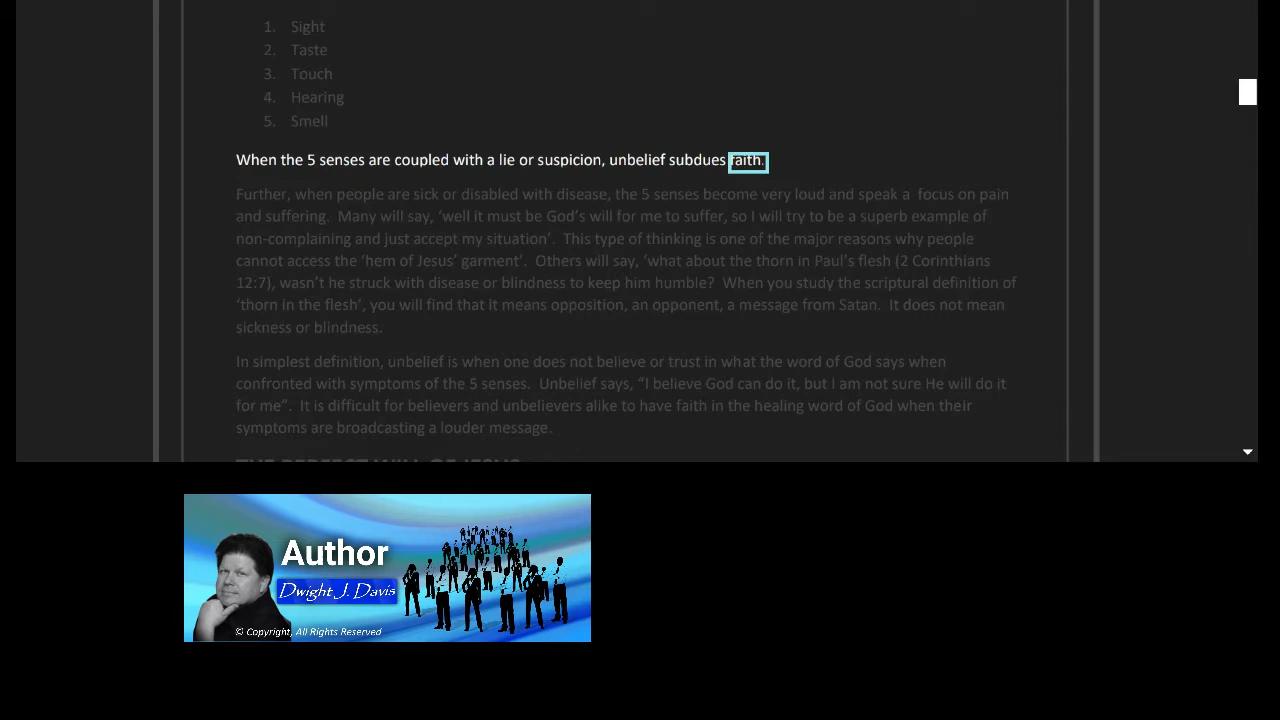 1. Sight
2. Taste
3. Touch
4. Hearing
5. Smell
When the 5 senses are coupled with a lie or suspicion, unbelief subdues faith.
Further, when people are sick or disabled with disease, the 5 senses become very loud and speak a focus on pain
and suffering. Many will say, ‘well it must be God’s will for me to suffer, so I will try to be a superb example of
non-complaining and just accept my situation’. This type of thinking is one of the major reasons why people
cannot access the ‘hem of Jesus’ garment’. Others will say, ‘what about the thorn in Paul’s flesh (2 Corinthians
12:7), wasn’t he struck with disease or blindness to keep him humble? When you study the scriptural definition of
‘thorn in the flesh’, you will find that it means opposition, an opponent, a message from Satan. It does not mean
sickness or blindness.
In simplest definition, unbelief is when one does not believe or trust in what the word of God says when
confronted with symptoms of the 5 senses. Unbelief says, “I believe God can do it, but I am not sure He will do it
for me”. It is difficult for believers and unbelievers alike to have faith in the healing word of God when their
symptoms are broadcasting a louder message.
THE PERFECT WILL OF JESUS
Author
Dwight J. Davis
© Copyright, All Rights Reserved